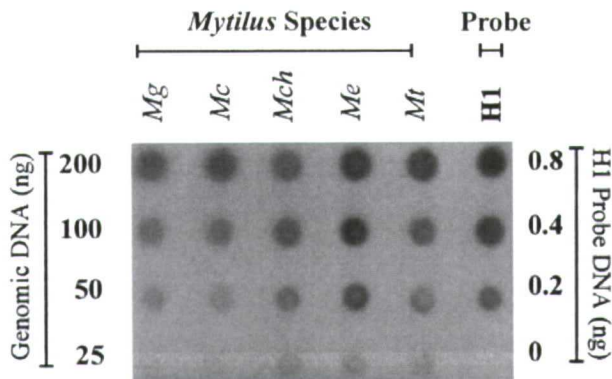 Mytilus Species Probe
Mg Mc Mch Me Mt H1
Genomic DNA (ng)
200 0.8
100 0.4
50 0.2
25 0
H1 Probe DNA (ng)